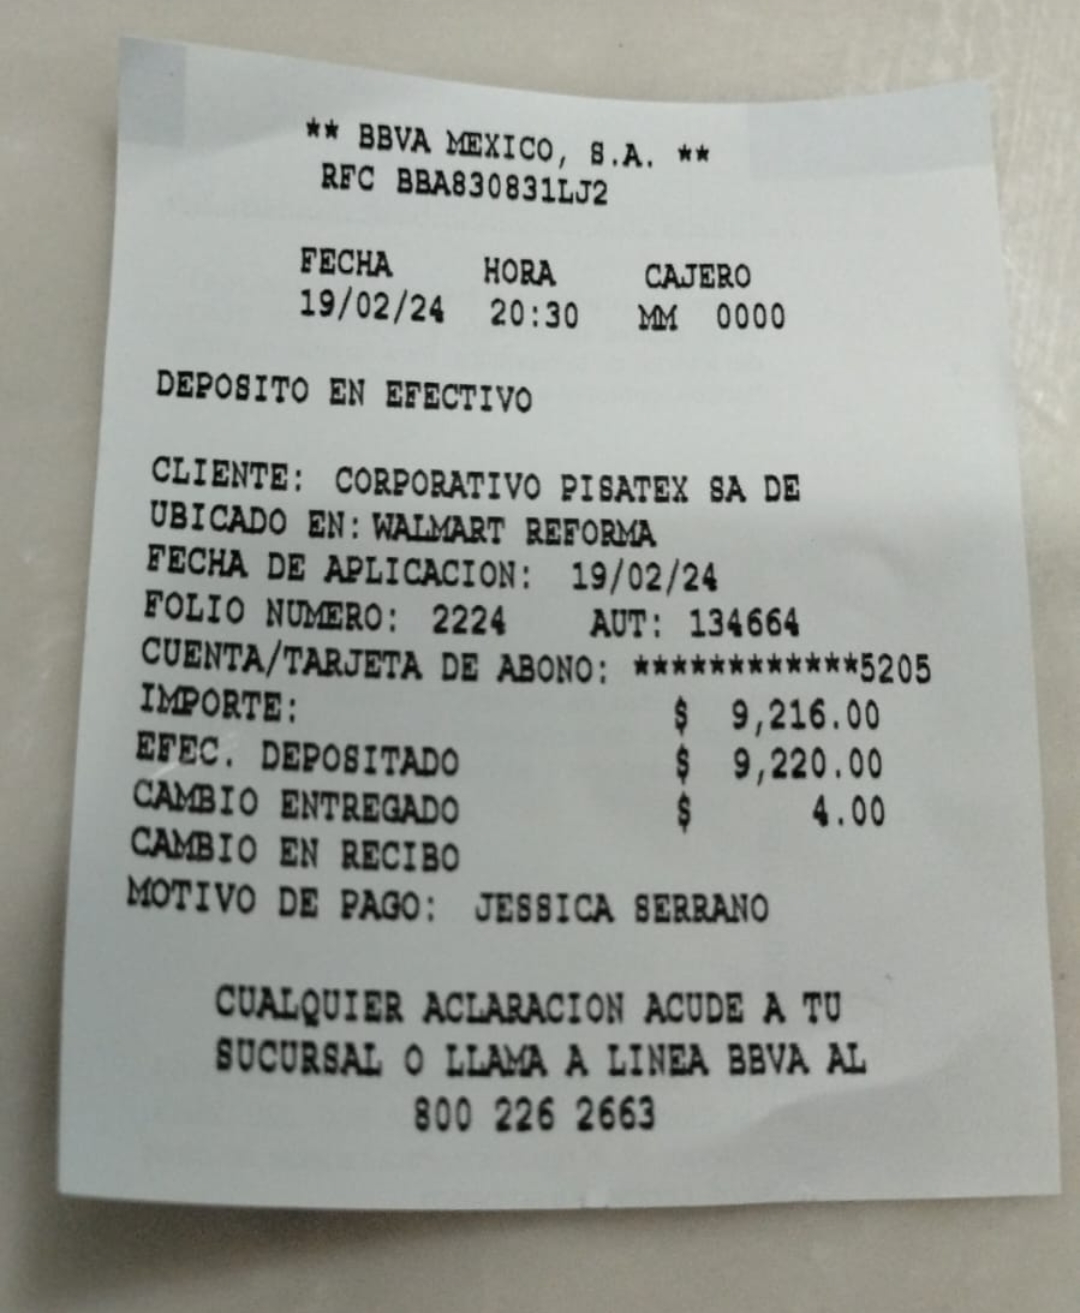 ** BBVA MEXICO, S.A. **
RFC BBA830831LJ2
FECHA HORA CAJERO
19/02/24 20:30 MM 0000
DEPOSITO EN EFECTIVO
CLIENTE: CORPORATIVO PISATEX SA DE
UBICADO EN: WALMART REFORMA
FECHA DE APLICACION: 19/02/24
FOLIO NUMERO: 2224 AUT: 134664
CUENTA/TARJETA DE ABONO: ************5205
IMPORTE: $ 9,216.00
EFEC. DEPOSITADO $ 9,220.00
CAMBIO ENTREGADO $ 4.00
CAMBIO EN RECIBO
MOTIVO DE PAGO: JESSICA SERRANO
CUALQUIER ACLARACION ACUDE A TU
SUCURSAL O LLAMA A LINEA BBVA AL
800 226 2663